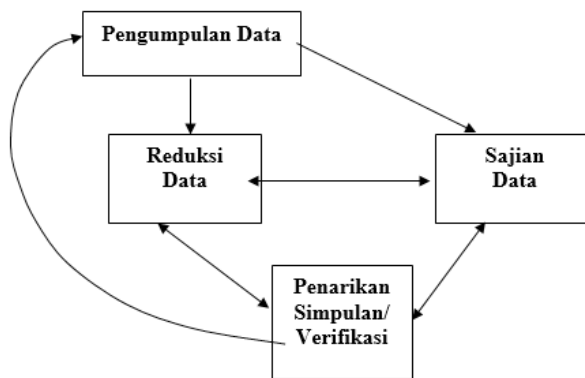 Pengumpulan Data
Reduksi
Data
Sajian
Data
Penarikan
Simpulan/
Verifikasi